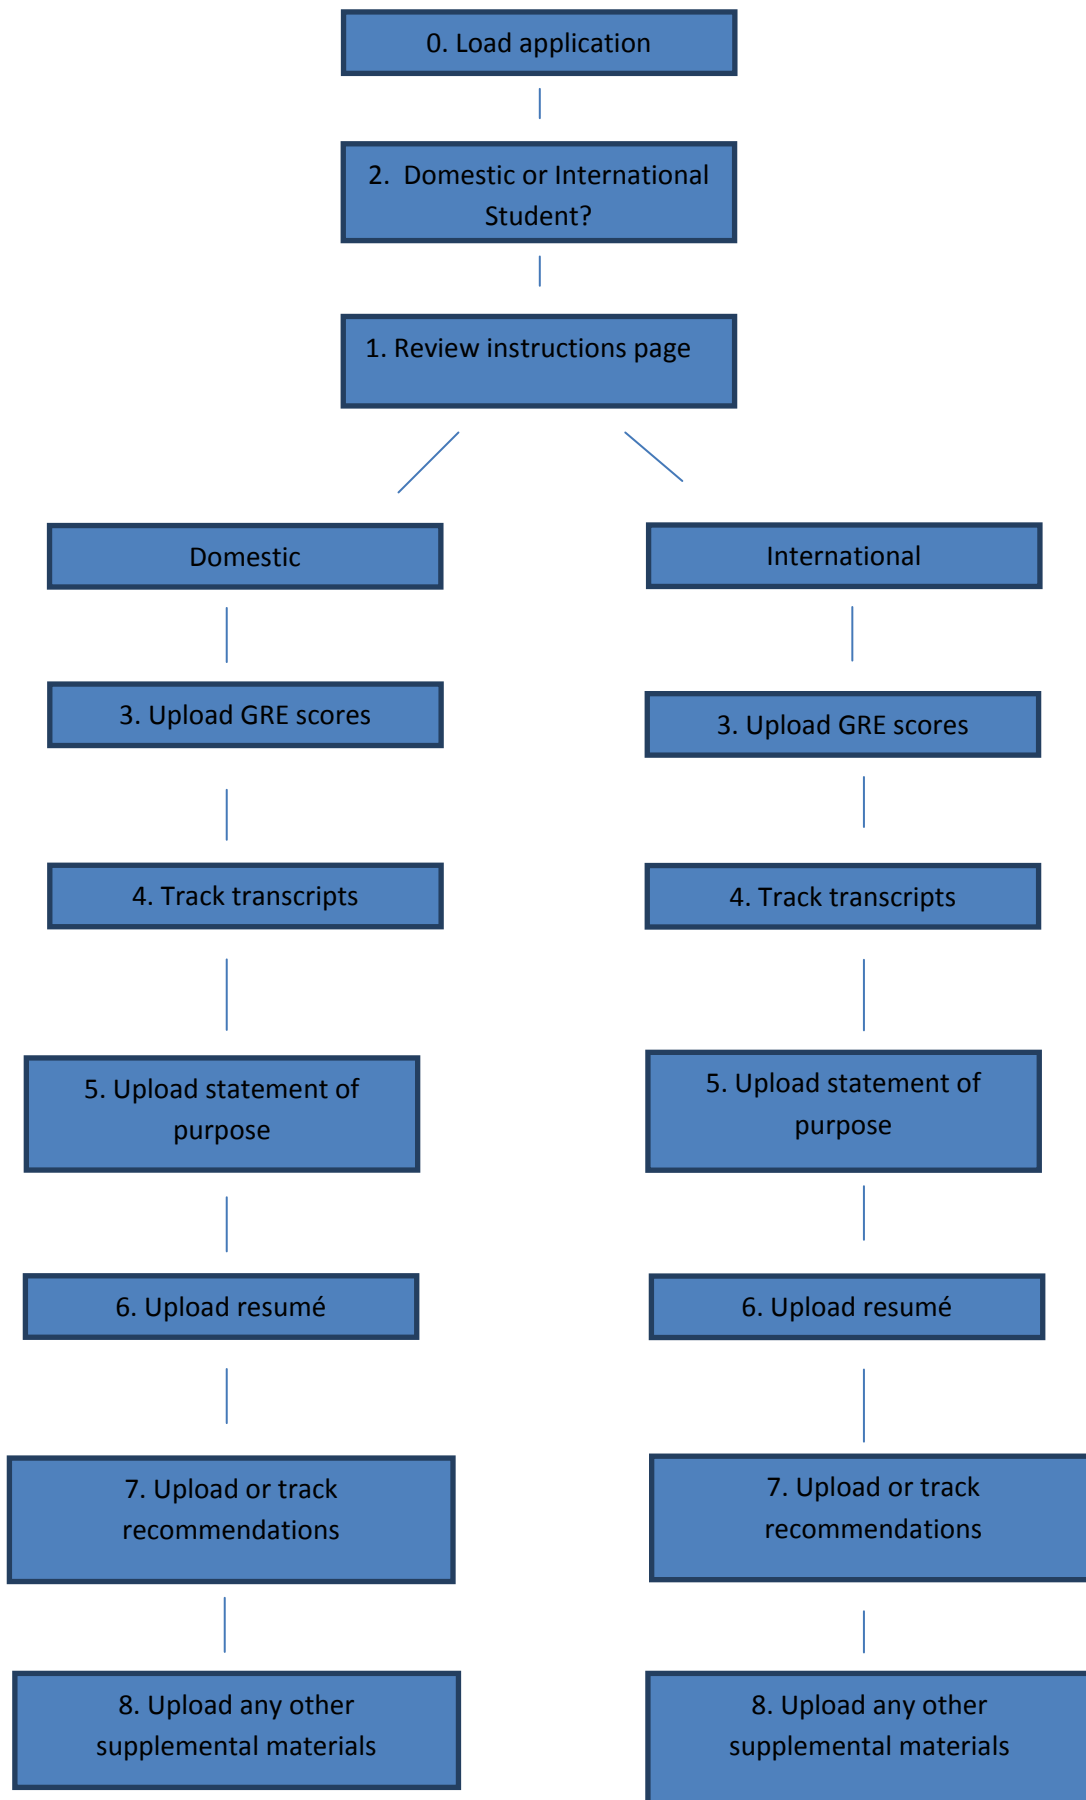 0. Load application
2.  Domestic or International
Student?
1. Review instructions page
Domestic
3. Upload GRE scores
4. Track transcripts
5. Upload statement of
purpose
6. Upload resumé
7. Upload or track
recommendations
8. Upload any other
supplemental materials
International
3. Upload GRE scores
4. Track transcripts
5. Upload statement of
purpose
6. Upload resumé
7. Upload or track
recommendations
8. Upload any other
supplemental materials